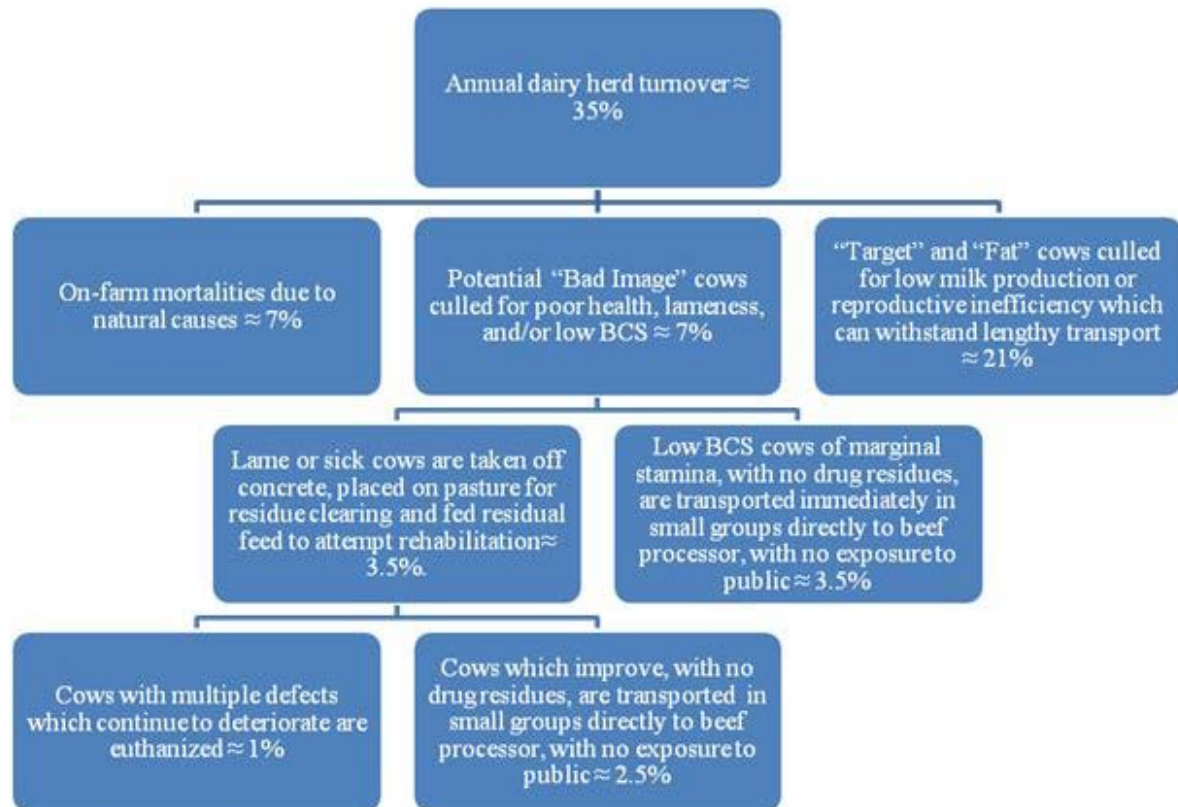 Annual dairy herd turnover ≈
35%
On-farm mortalities due to
natural causes ≈ 7%
Potential “Bad Image” cows
culled for poor health, lameness,
and/or low BCS ≈ 7%
“Target” and “Fat” cows culled
for low milk production or
reproductive inefficiency which
can withstand lengthy transport
≈ 21%
Lame or sick cows are taken off
concrete, placed on pasture for
residue clearing and fed residual
feed to attempt rehabilitation≈
3.5%.
Low BCS cows of marginal
stamina, with no drug residues,
are transported immediately in
small groups directly to beef
processor, with no exposure to
public ≈ 3.5%
Cows with multiple defects
which continue to deteriorate are
euthanized ≈ 1%
Cows which improve, with no
drug residues, are transported in
small groups directly to beef
processor, with no exposure to
public ≈ 2.5%